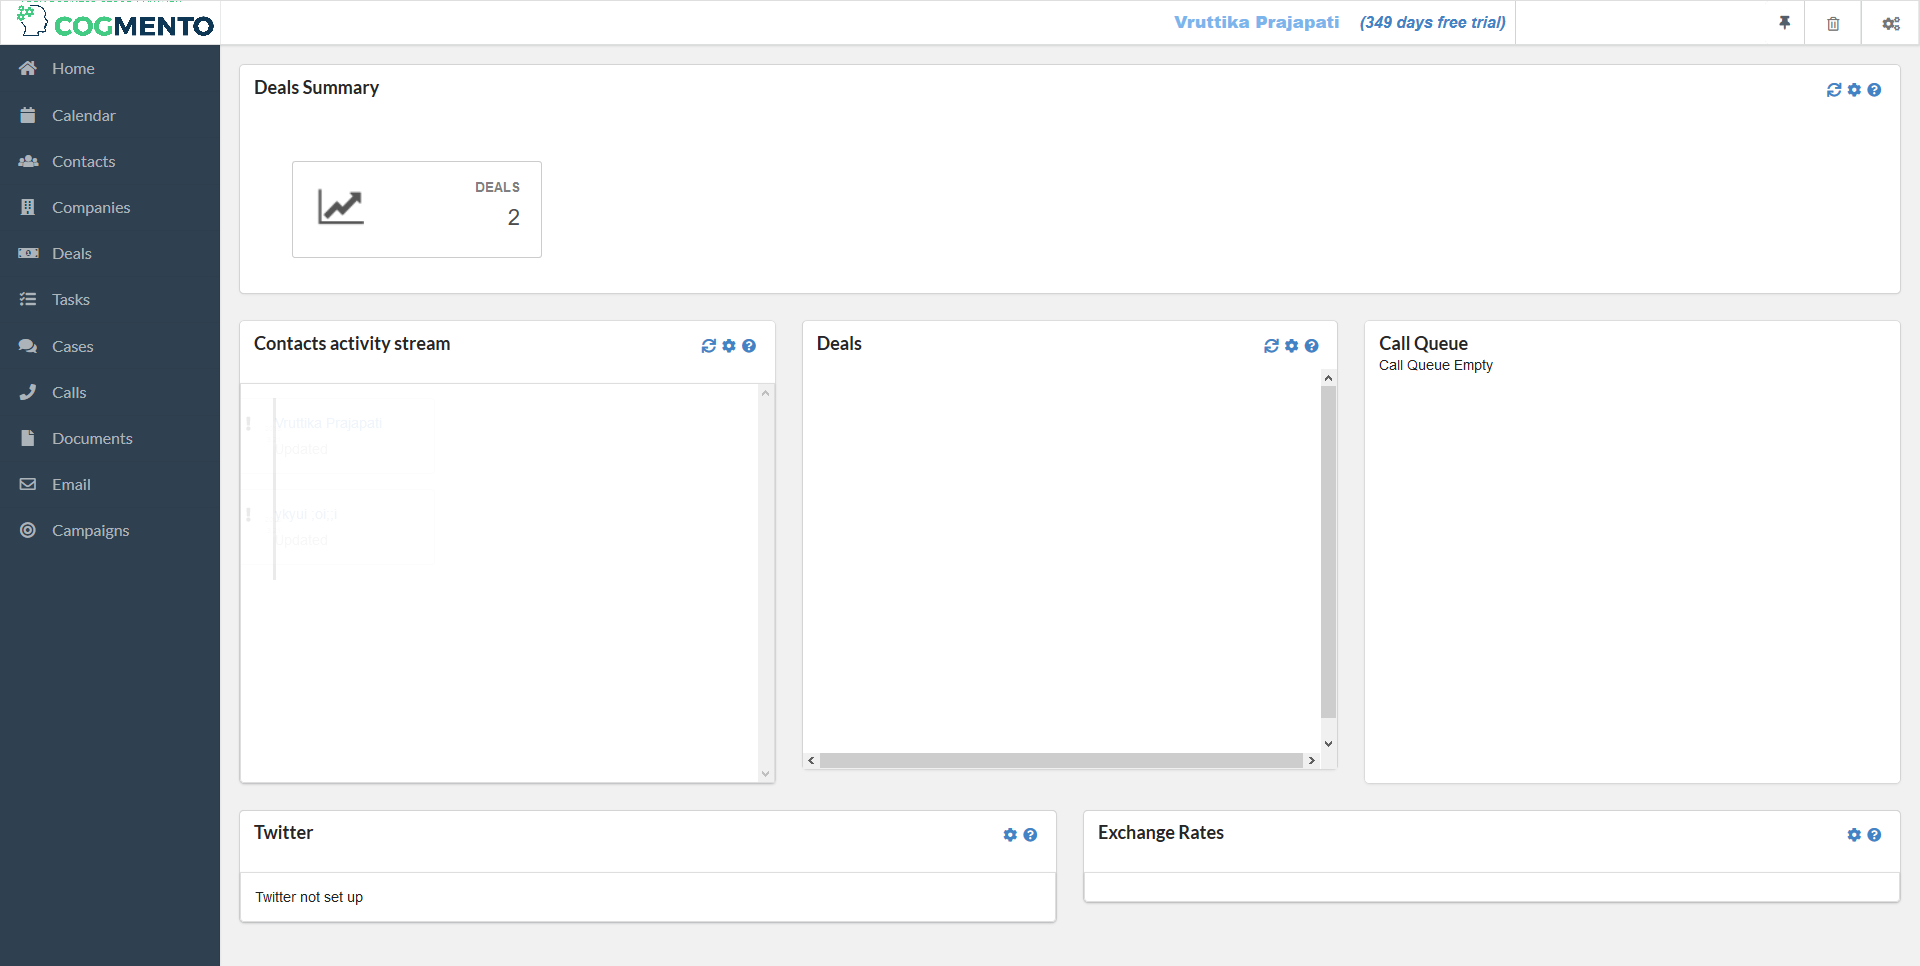 COGMENTO
Vruttika Prajapati (349 days free trial)
Home
Calendar
Contacts
Companies
Deals
Tasks
Cases
Calls
Documents
Email
Campaigns
Deals Summary
DEALS
2
Contacts activity stream
Vruttika Prajapati
Updated
Updated
Deals
Call Queue
Call Queue Empty
Twitter
Twitter not set up
Exchange Rates